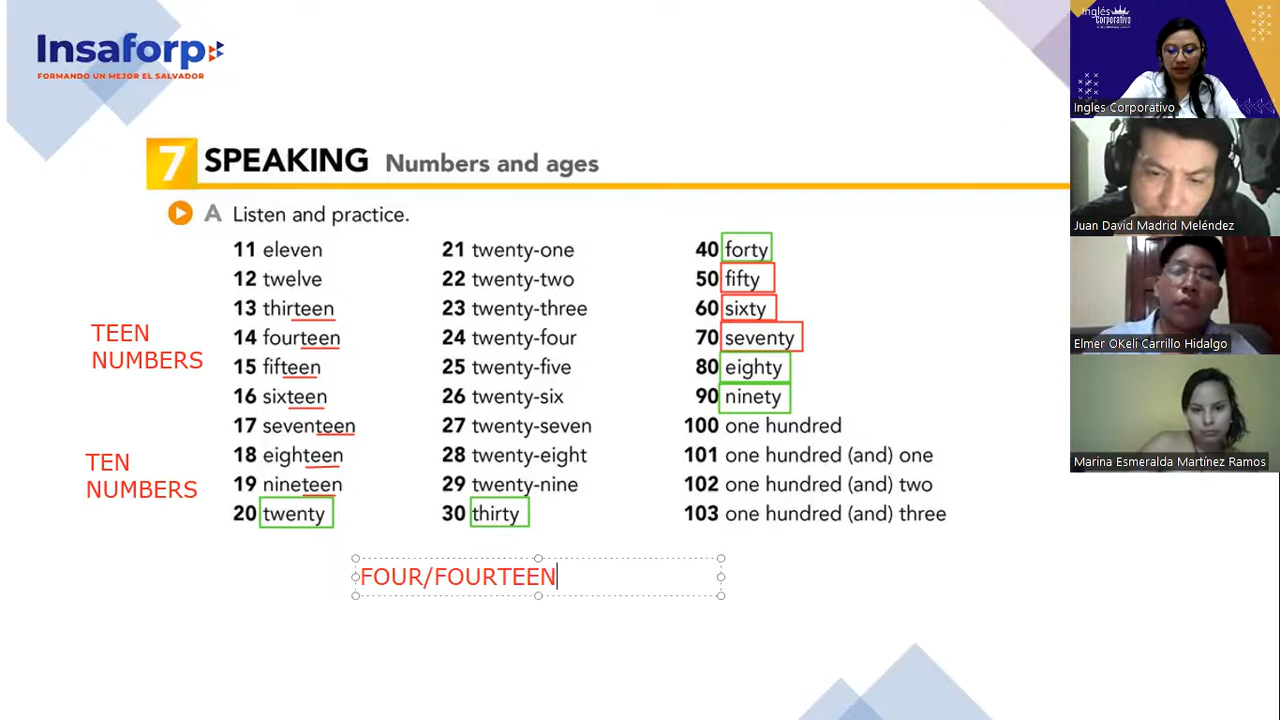 Insaforp
FORMANDO UN MEJOR EL SALVADOR
7 SPEAKING Numbers and ages
A Listen and practice.
11 eleven
12 twelve
13 thirteen
14 fourteen
15 fifteen
16 sixteen
17 seventeen
18 eighteen
19 nineteen
20 twenty
21 twenty-one
22 twenty-two
23 twenty-three
24 twenty-four
25 twenty-five
26 twenty-six
27 twenty-seven
28 twenty-eight
29 twenty-nine
30 thirty
40 forty
50 fifty
60 sixty
70 seventy
80 eighty
90 ninety
100 one hundred
101 one hundred (and) one
102 one hundred (and) two
103 one hundred (and) three
TEEN
NUMBERS
TEN
NUMBERS
FOUR/FOURTEEN
Inglés
Corporativo
Ingles Corporativo
Juan David Madrid Meléndez
Elmer OKeli Carrillo Hidalgo
Marina Esmeralda Martínez Ramos